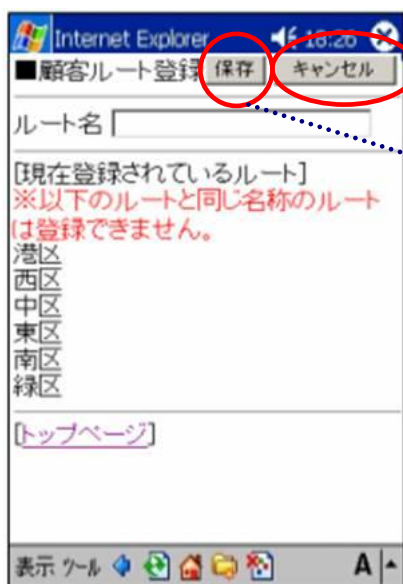 Internet Explorer 18:26
■顧客ルート登録 保存 キャンセル
ルート名
[現在登録されているルート]
※以下のルートと同じ名称のルート
は登録できません。
港区
西区
中区
東区
南区
緑区
[トップページ]
表示 ツール A